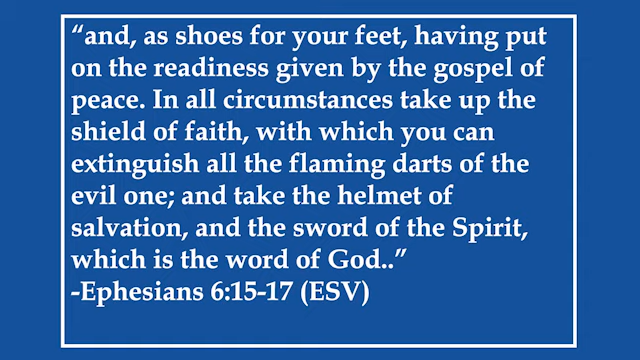 “and, as shoes for your feet, having put
on the readiness given by the gospel of
peace. In all circumstances take up the
shield of faith, with which you can
extinguish all the flaming darts of the
evil one; and take the helmet of
salvation, and the sword of the Spirit,
which is the word of God..”
-Ephesians 6:15-17 (ESV)